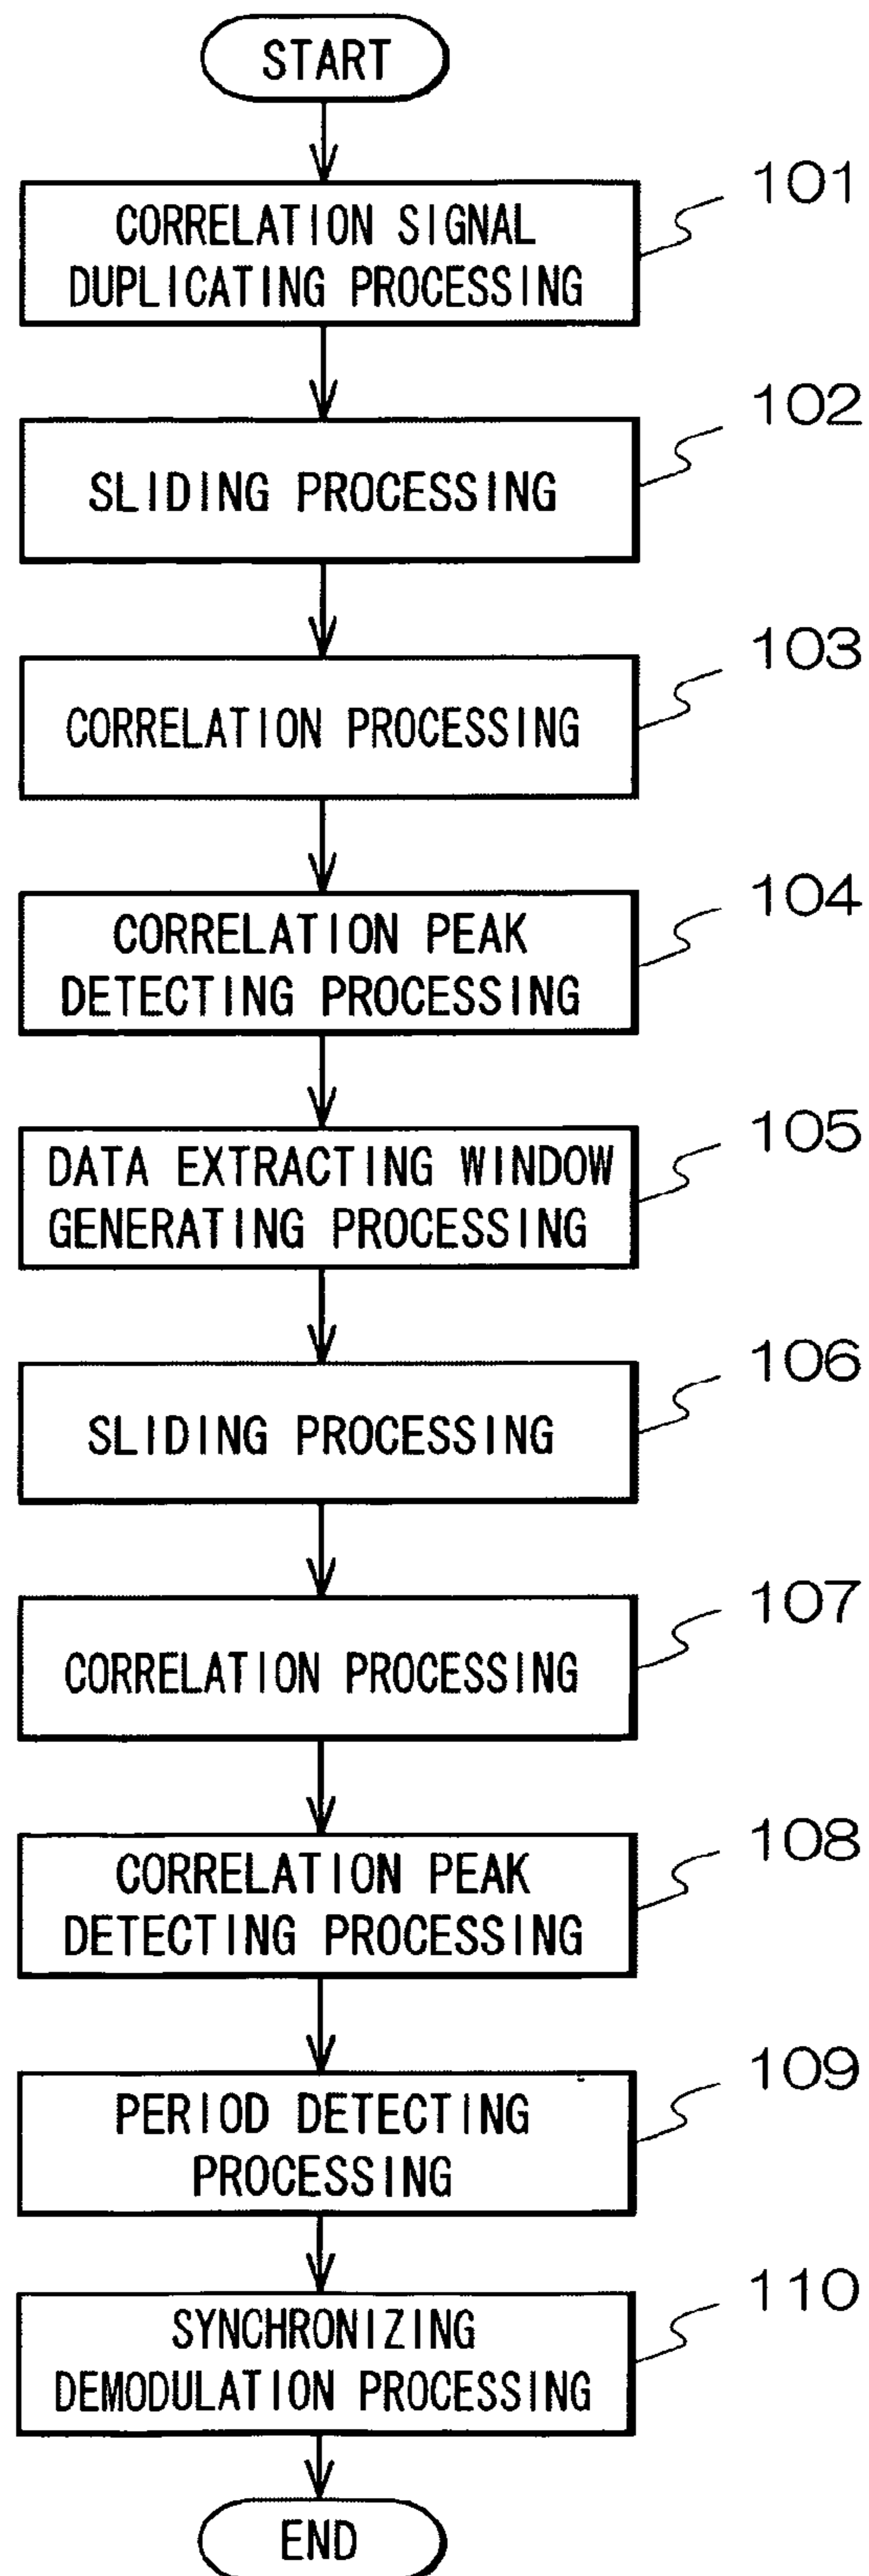 START
101
CORRELATION SIGNAL
DUPLICATING PROCESSING
102
SLIDING PROCESSING
103
CORRELATION PROCESSING
104
CORRELATION PEAK
DETECTING PROCESSING
105
DATA EXTRACTING WINDOW
GENERATING PROCESSING
106
SLIDING PROCESSING
107
CORRELATION PROCESSING
108
CORRELATION PEAK
DETECTING PROCESSING
109
PERIOD DETECTING
PROCESSING
110
SYNCHRONIZING
DEMODULATION PROCESSING
END